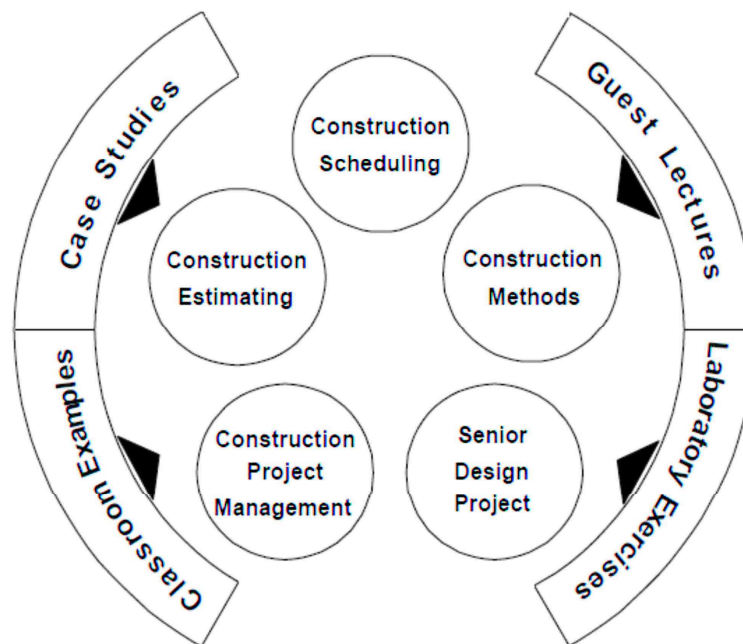 Case Studies
Guest Lectures
Construction
Scheduling
Construction
Estimating
Construction
Methods
Classroom Examples
Laboratory Exercises
Construction
Project
Management
Senior
Design
Project